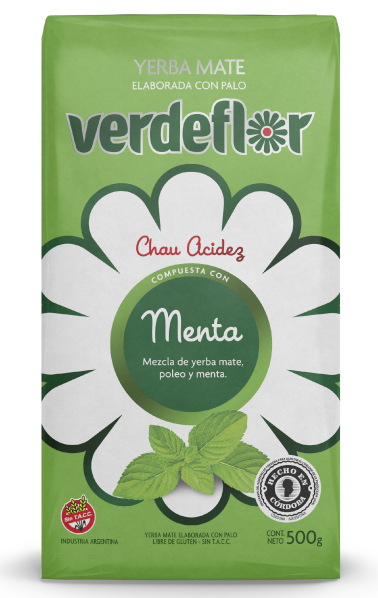 YERBA MATE
ELABORADA CON PALO
verdeflor
Chau Acidez
COMPUESTA CON
Menta
Mezcla de yerba mate,
poleo y menta.
Sin T.A.C.C.
INDUSTRIA ARGENTINA
YERBA MATE ELABORADA CON PALO
LIBRE DE GLUTEN - SIN T.A.C.C.
HECHO EN
CÓRDOBA
CONT.
NETO 500g